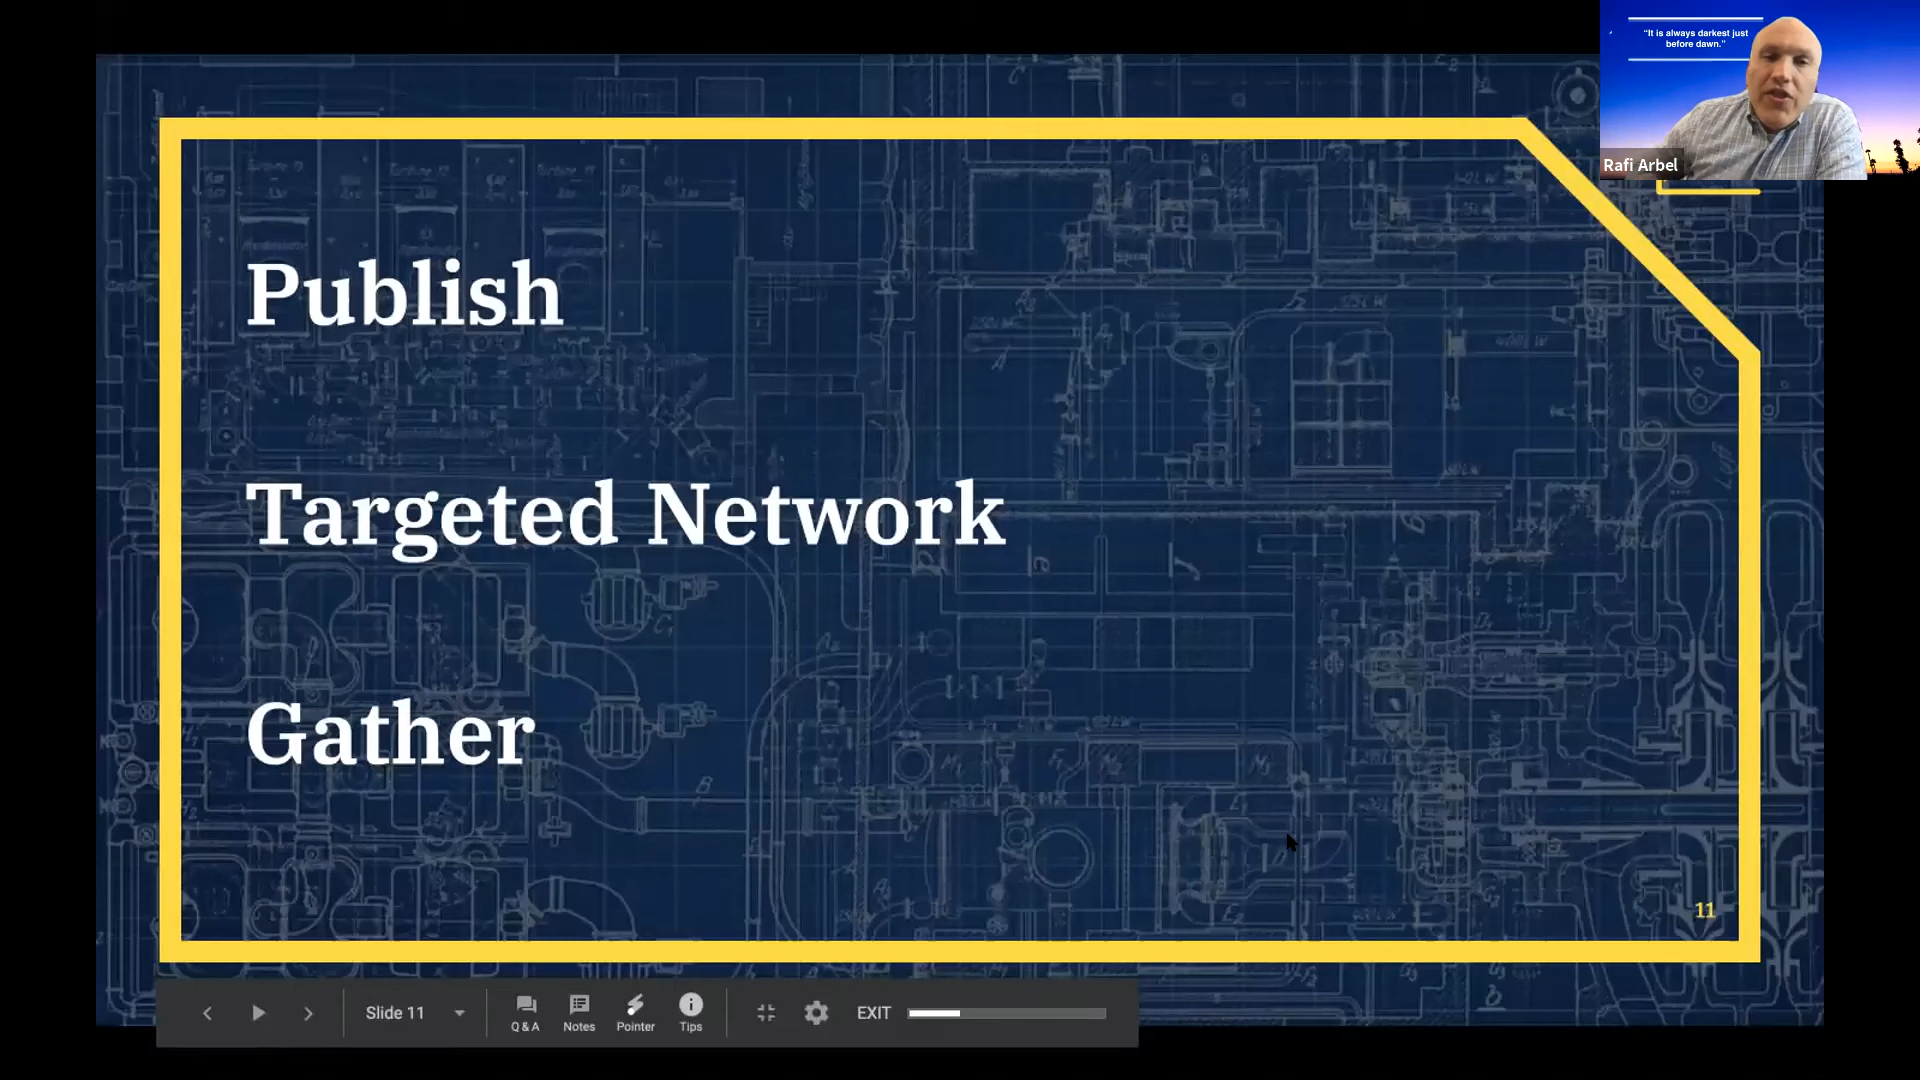 “It is always darkest just
before dawn.”
Rafi Arbel
Publish
Targeted Network
Gather
11
Slide 11
Q & A
Notes
Pointer
Tips
EXIT